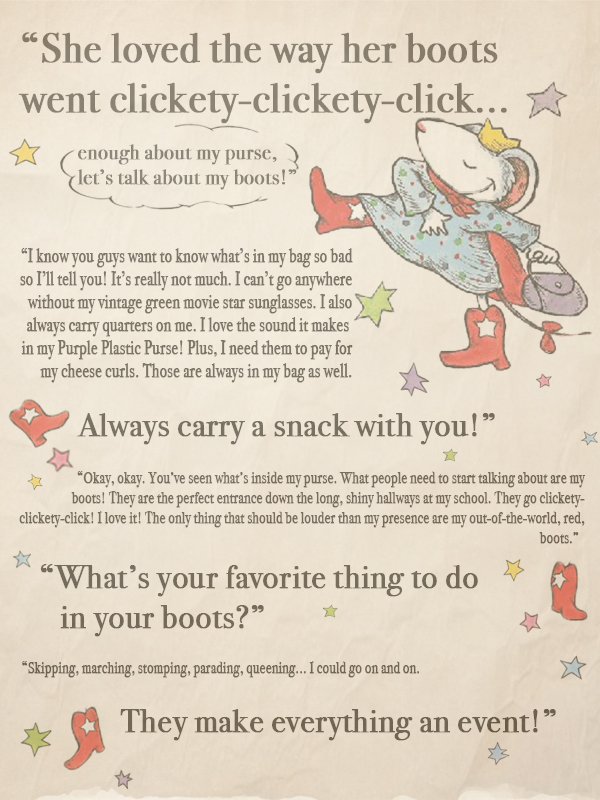 “She loved the way her boots
went clickety-clickety-click...
enough about my purse,
let’s talk about my boots!”
“I know you guys want to know what’s in my bag so bad
so I’ll tell you! It’s really not much. I can’t go anywhere
without my vintage green movie star sunglasses. I also
always carry quarters on me. I love the sound it makes
in my Purple Plastic Purse! Plus, I need them to pay for
my cheese curls. Those are always in my bag as well.
Always carry a snack with you!”
“Okay, okay. You’ve seen what’s inside my purse. What people need to start talking about are my
boots! They are the perfect entrance down the long, shiny hallways at my school. They go clickety-
clickety-click! I love it! The only thing that should be louder than my presence are my out-of-the-world, red,
boots.”
“What’s your favorite thing to do
in your boots?”
“Skipping, marching, stomping, parading, queening... I could go on and on.
They make everything an event!”